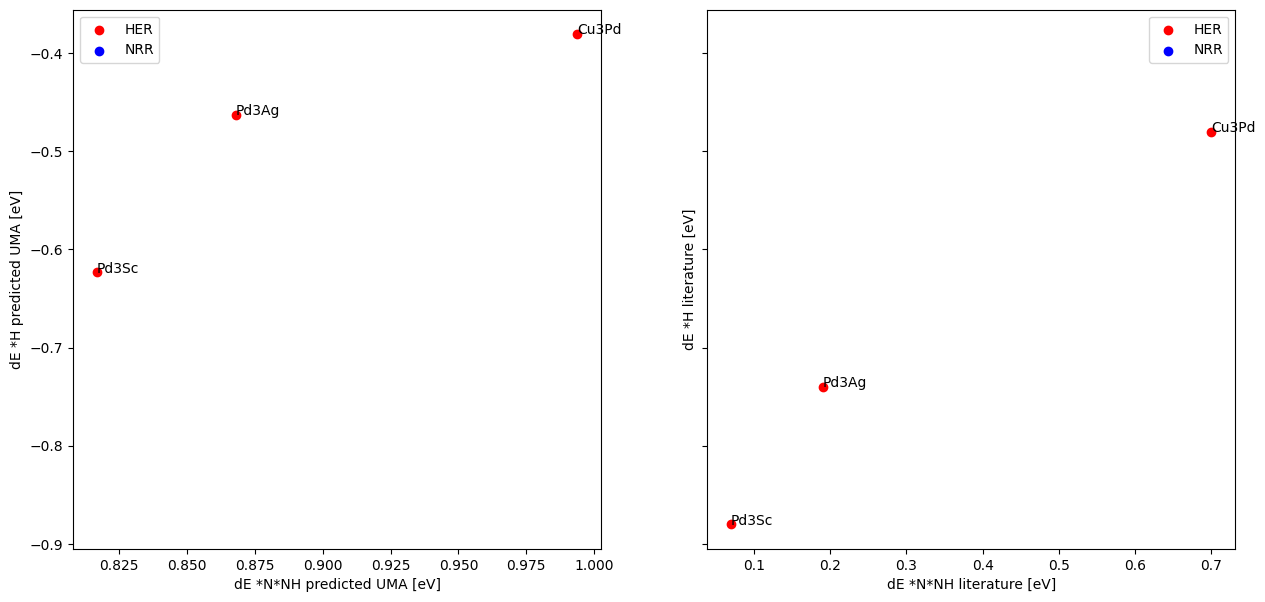 HER
NRR
Cu3Pd
Pd3Ag
Pd3Sc
−0.4
−0.5
−0.6
−0.7
−0.8
−0.9
dE *H predicted UMA [eV]
0.825
0.850
0.875
0.900
0.925
0.950
0.975
1.000
dE *N*NH predicted UMA [eV]
HER
NRR
Cu3Pd
Pd3Ag
Pd3Sc
dE *H literature [eV]
0.1
0.2
0.3
0.4
0.5
0.6
0.7
dE *N*NH literature [eV]